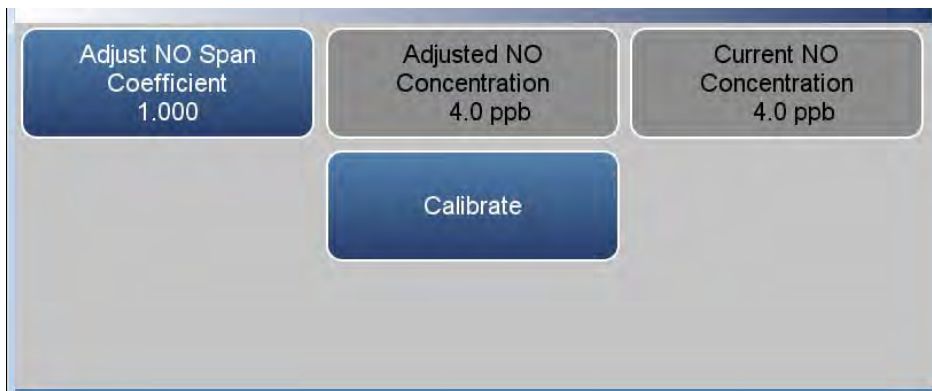 Adjust NO Span
Coefficient
1.000
Adjusted NO
Concentration
4.0 ppb
Current NO
Concentration
4.0 ppb
Calibrate